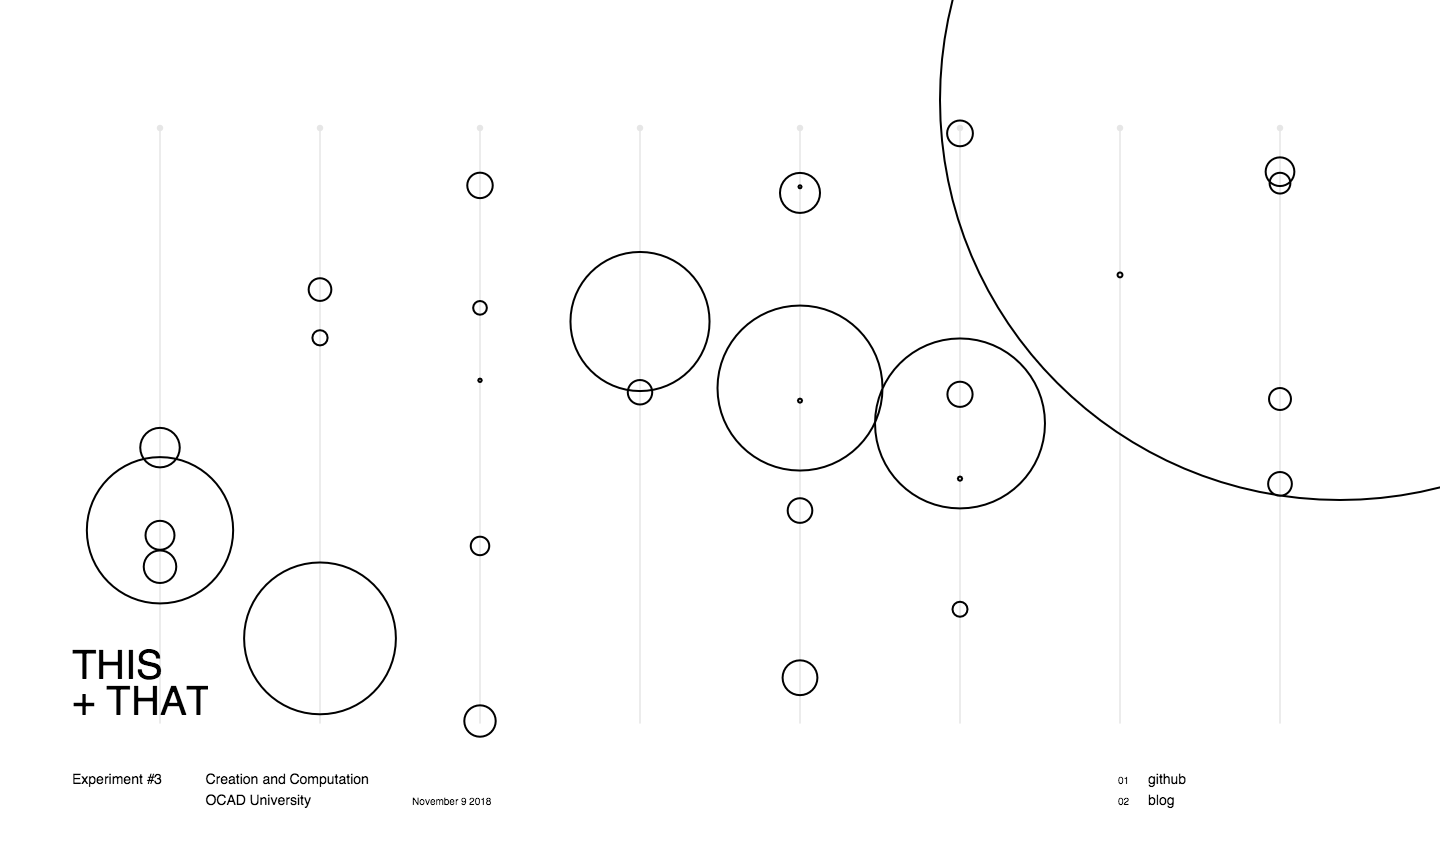 THIS
+ THAT
Experiment #3
Creation and Computation
OCAD University
November 9 2018
01 github
02 blog